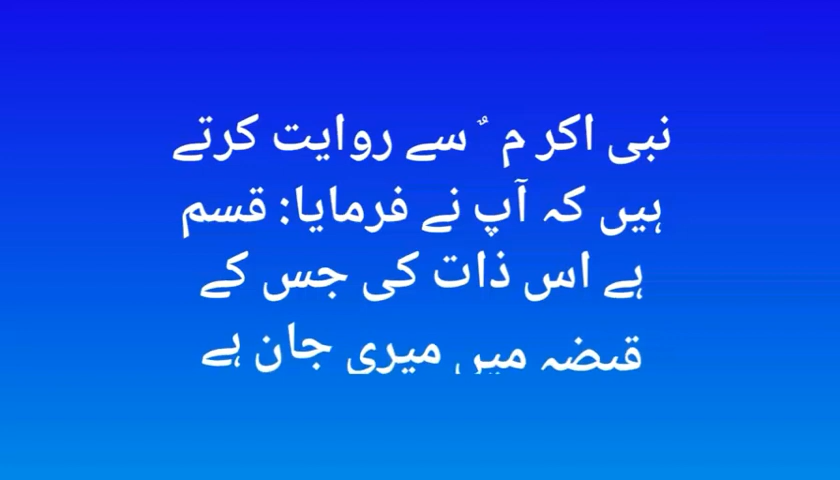 نبی اکر م ؐ سے روایت کرتے
ہیں کہ آپ نے فرمایا: قسم
ہے اس ذات کی جس کے
قبضہ میں میری جان ہے